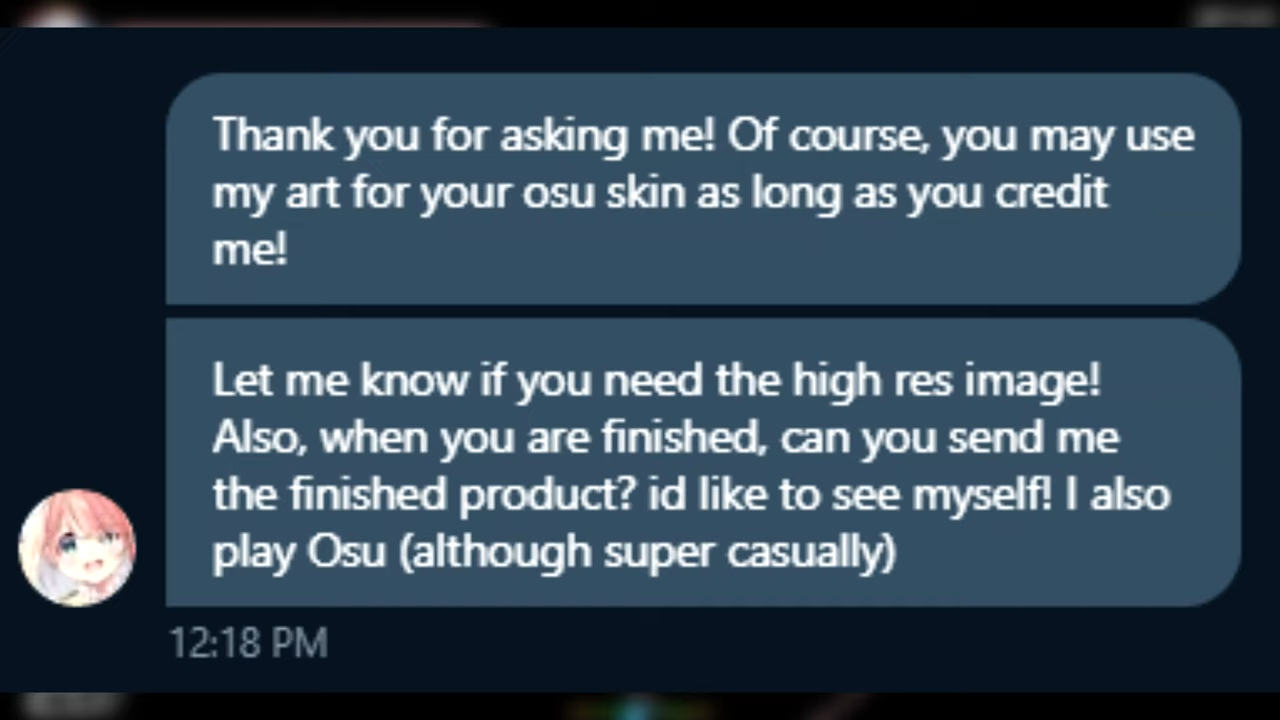 Thank you for asking me! Of course, you may use
my art for your osu skin as long as you credit
me!
Let me know if you need the high res image!
Also, when you are finished, can you send me
the finished product? id like to see myself! I also
play Osu (although super casually)
12:18 PM